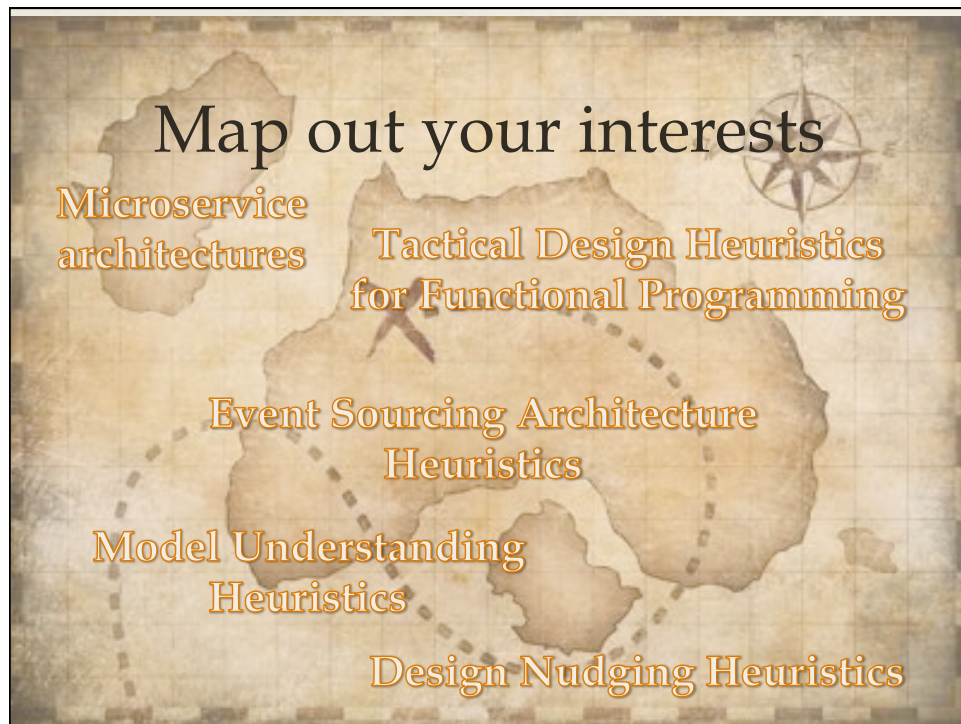 Map out your interests
Microservice
architectures
Tactical Design Heuristics
for Functional Programming
Event Sourcing Architecture
Heuristics
Model Understanding
Heuristics
Design Nudging Heuristics